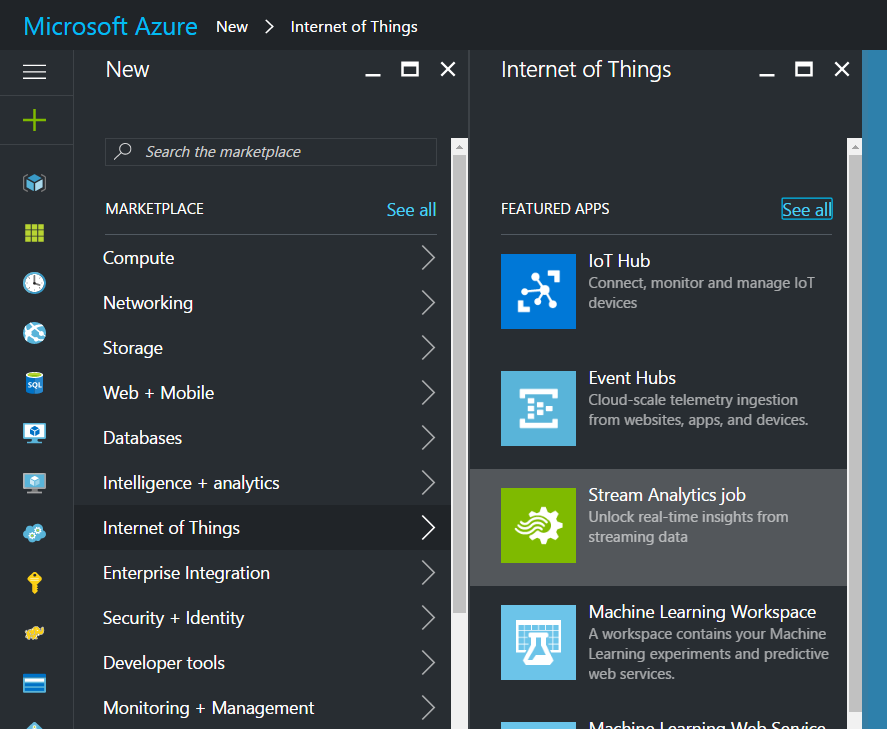 Microsoft Azure New > Internet of Things
New
Search the marketplace
MARKETPLACE See all
Compute
Networking
Storage
Web + Mobile
Databases
Intelligence + analytics
Internet of Things
Enterprise Integration
Security + Identity
Developer tools
Monitoring + Management
Internet of Things
FEATURED APPS See all
IoT Hub
Connect, monitor and manage IoT
devices
Event Hubs
Cloud-scale telemetry ingestion
from websites, apps, and devices.
Stream Analytics job
Unlock real-time insights from
streaming data
Machine Learning Workspace
A workspace contains your Machine
Learning experiments and predictive
web services.
Machine Learning Web Service
SQL